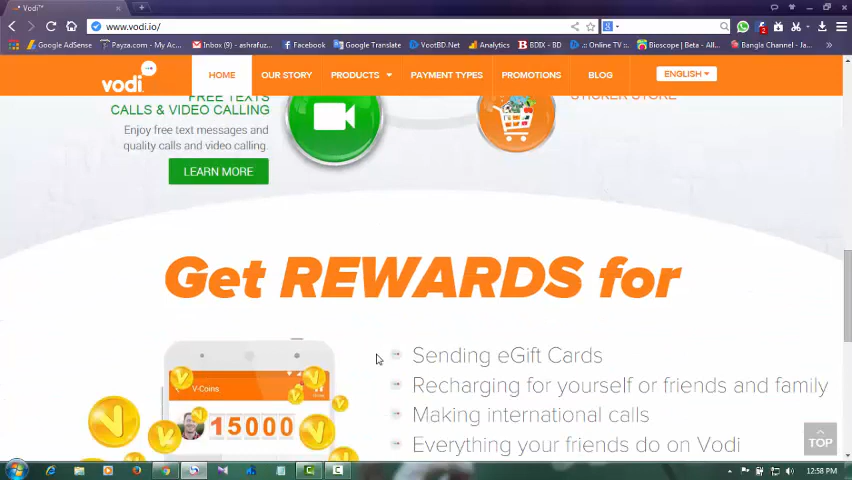 Vodi™
www.vodi.io/
Google AdSense
Payza.com - My Ac...
Inbox (9) - ashrafuz...
Facebook
Google Translate
VootBD.Net
Analytics
BDIX - BD
.:: Online TV ::.
Bioscope | Beta - All...
Bangla Channel - Ja...
vodi
HOME
OUR STORY
PRODUCTS
PAYMENT TYPES
PROMOTIONS
BLOG
ENGLISH
FREE TEXTS
CALLS & VIDEO CALLING
Enjoy free text messages and
quality calls and video calling.
LEARN MORE
STICKER STORE
Get REWARDS for
V-Coins
15000
Sending eGift Cards
Recharging for yourself or friends and family
Making international calls
Everything your friends do on Vodi
TOP
12:58 PM